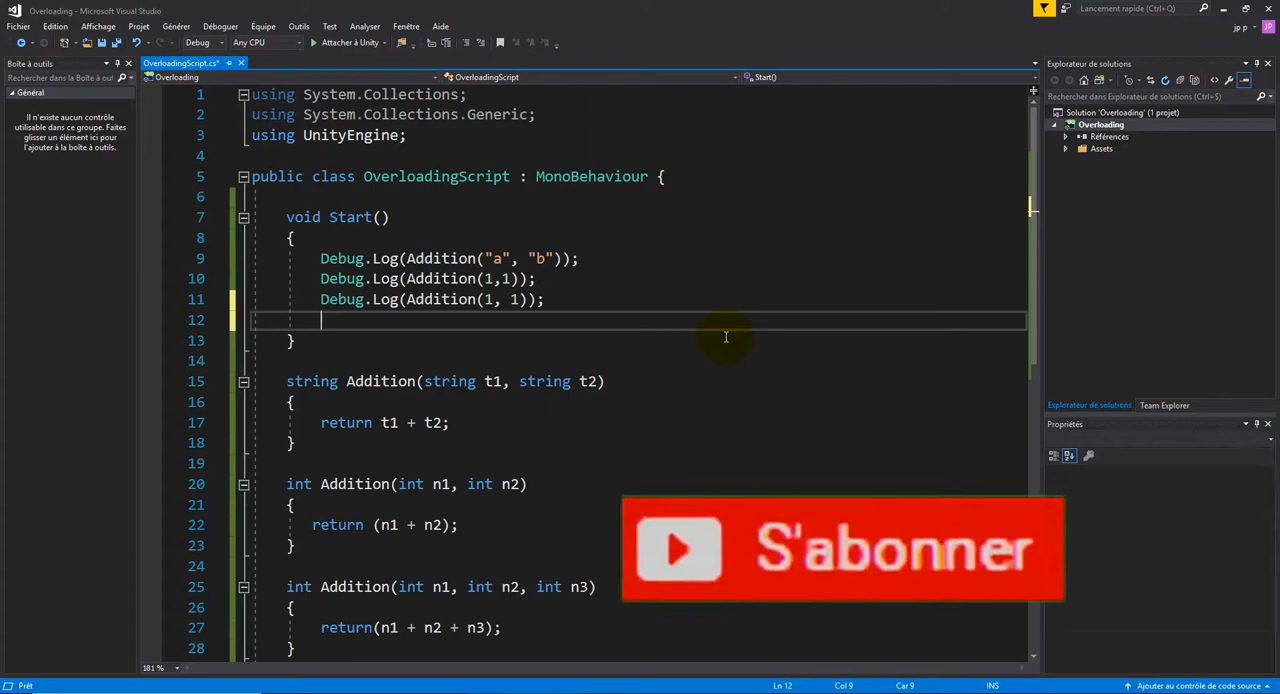 Overloading - Microsoft Visual Studio
Lancement rapide (Ctrl+Q)
Fichier Edition Affichage Projet Générer Déboguer Équipe Outils Test Analyser Fenêtre Aide
jp p
JP
Debug
Any CPU
Attacher à Unity
Boîte à outils
Rechercher dans la Boîte à outils
Général
Il n'existe aucun contrôle
utilisable dans ce groupe. Faites
glisser un élément ici pour
l'ajouter à la boîte à outils.
OverloadingScript.cs*
Overloading
OverloadingScript
Start()
1 using System.Collections;
2 using System.Collections.Generic;
3 using UnityEngine;
4
5 public class OverloadingScript : MonoBehaviour {
6
7 void Start()
8 {
9 Debug.Log(Addition("a", "b"));
10 Debug.Log(Addition(1,1));
11 Debug.Log(Addition(1, 1));
12
13 }
14
15 string Addition(string t1, string t2)
16 {
17 return t1 + t2;
18 }
19
20 int Addition(int n1, int n2)
21 {
22 return (n1 + n2);
23 }
24
25 int Addition(int n1, int n2, int n3)
26 {
27 return(n1 + n2 + n3);
28 }
S'abonner
Explorateur de solutions
Rechercher dans Explorateur de solutions (Ctrl+$)
Solution 'Overloading' (1 projet)
Overloading
Références
Assets
Explorateur de solutions
Team Explorer
Propriétés
181 %
Prêt
Ln 12
Col 9
Car 9
INS
Ajouter au contrôle de code source